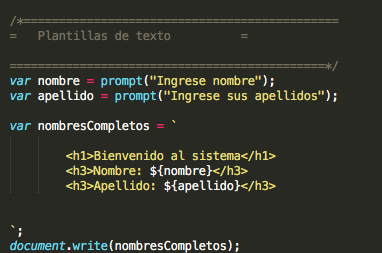 /*=============================================
=   Plantillas de texto          =
=============================================*/
var nombre = prompt("Ingrese nombre");
var apellido = prompt("Ingrese sus apellidos");
var nombresCompletos = `
<h1>Bienvenido al sistema</h1>
<h3>Nombre: ${nombre}</h3>
<h3>Apellido: ${apellido}</h3>
`;
document.write(nombresCompletos);